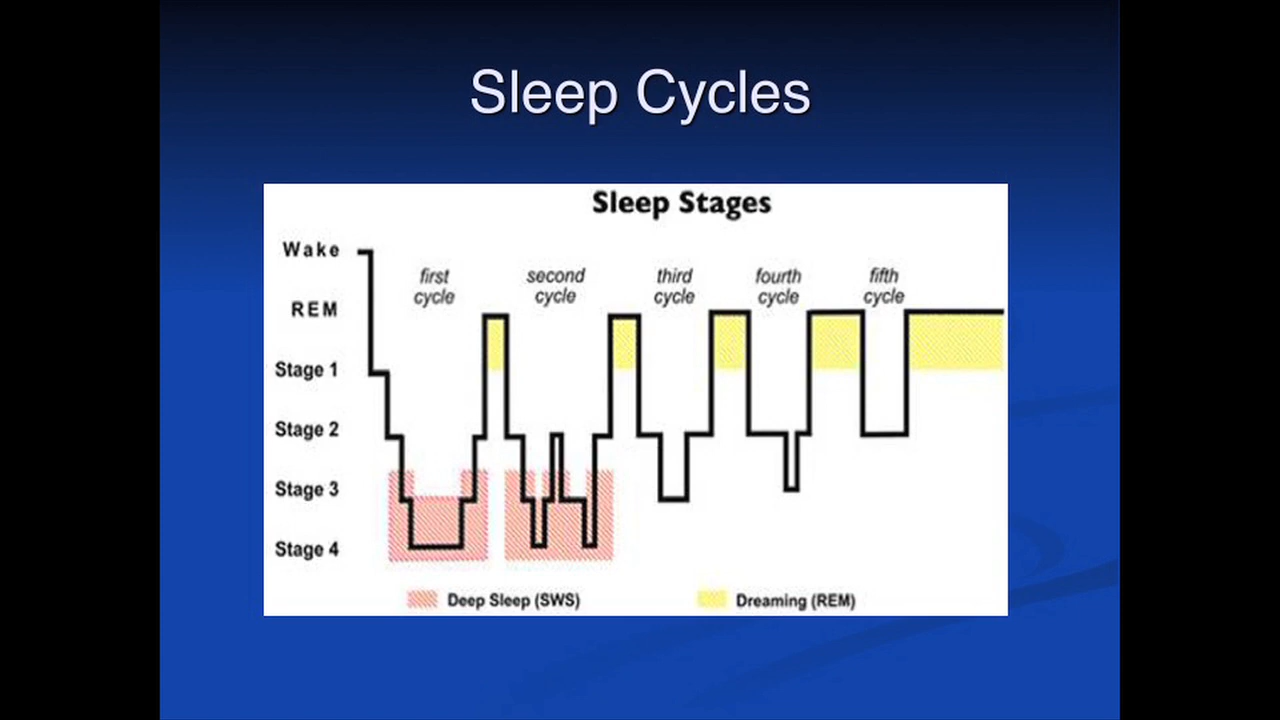 Sleep Cycles
Sleep Stages
Wake
first
cycle
second
cycle
third
cycle
fourth
cycle
fifth
cycle
REM
Stage 1
Stage 2
Stage 3
Stage 4
Deep Sleep (SWS)
Dreaming (REM)